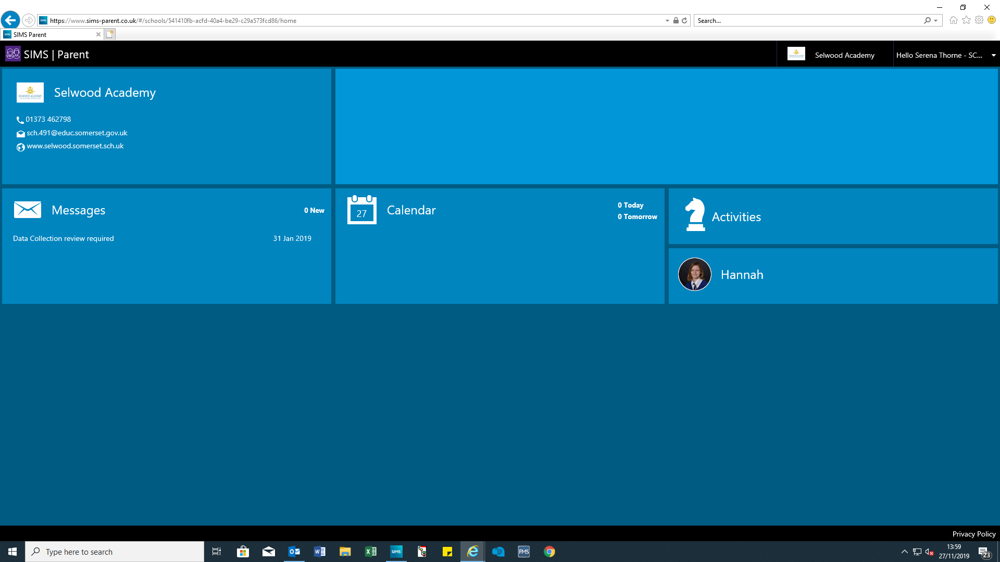 https://www.sims-parent.co.uk/#/schools/541410fb-acfd-40a4-be29-c29a573fcd86/home
Search...
SIMS Parent
SIMS | Parent
Selwood Academy
Hello Serena Thorne - SC...
Selwood Academy
01373 462798
sch.491@educ.somerset.gov.uk
www.selwood.somerset.sch.uk
Messages
0 New
Data Collection review required
31 Jan 2019
27
Calendar
0 Today
0 Tomorrow
Activities
Hannah
Privacy Policy
Type here to search
SIMS
FMS
13:59
27/11/2019
23